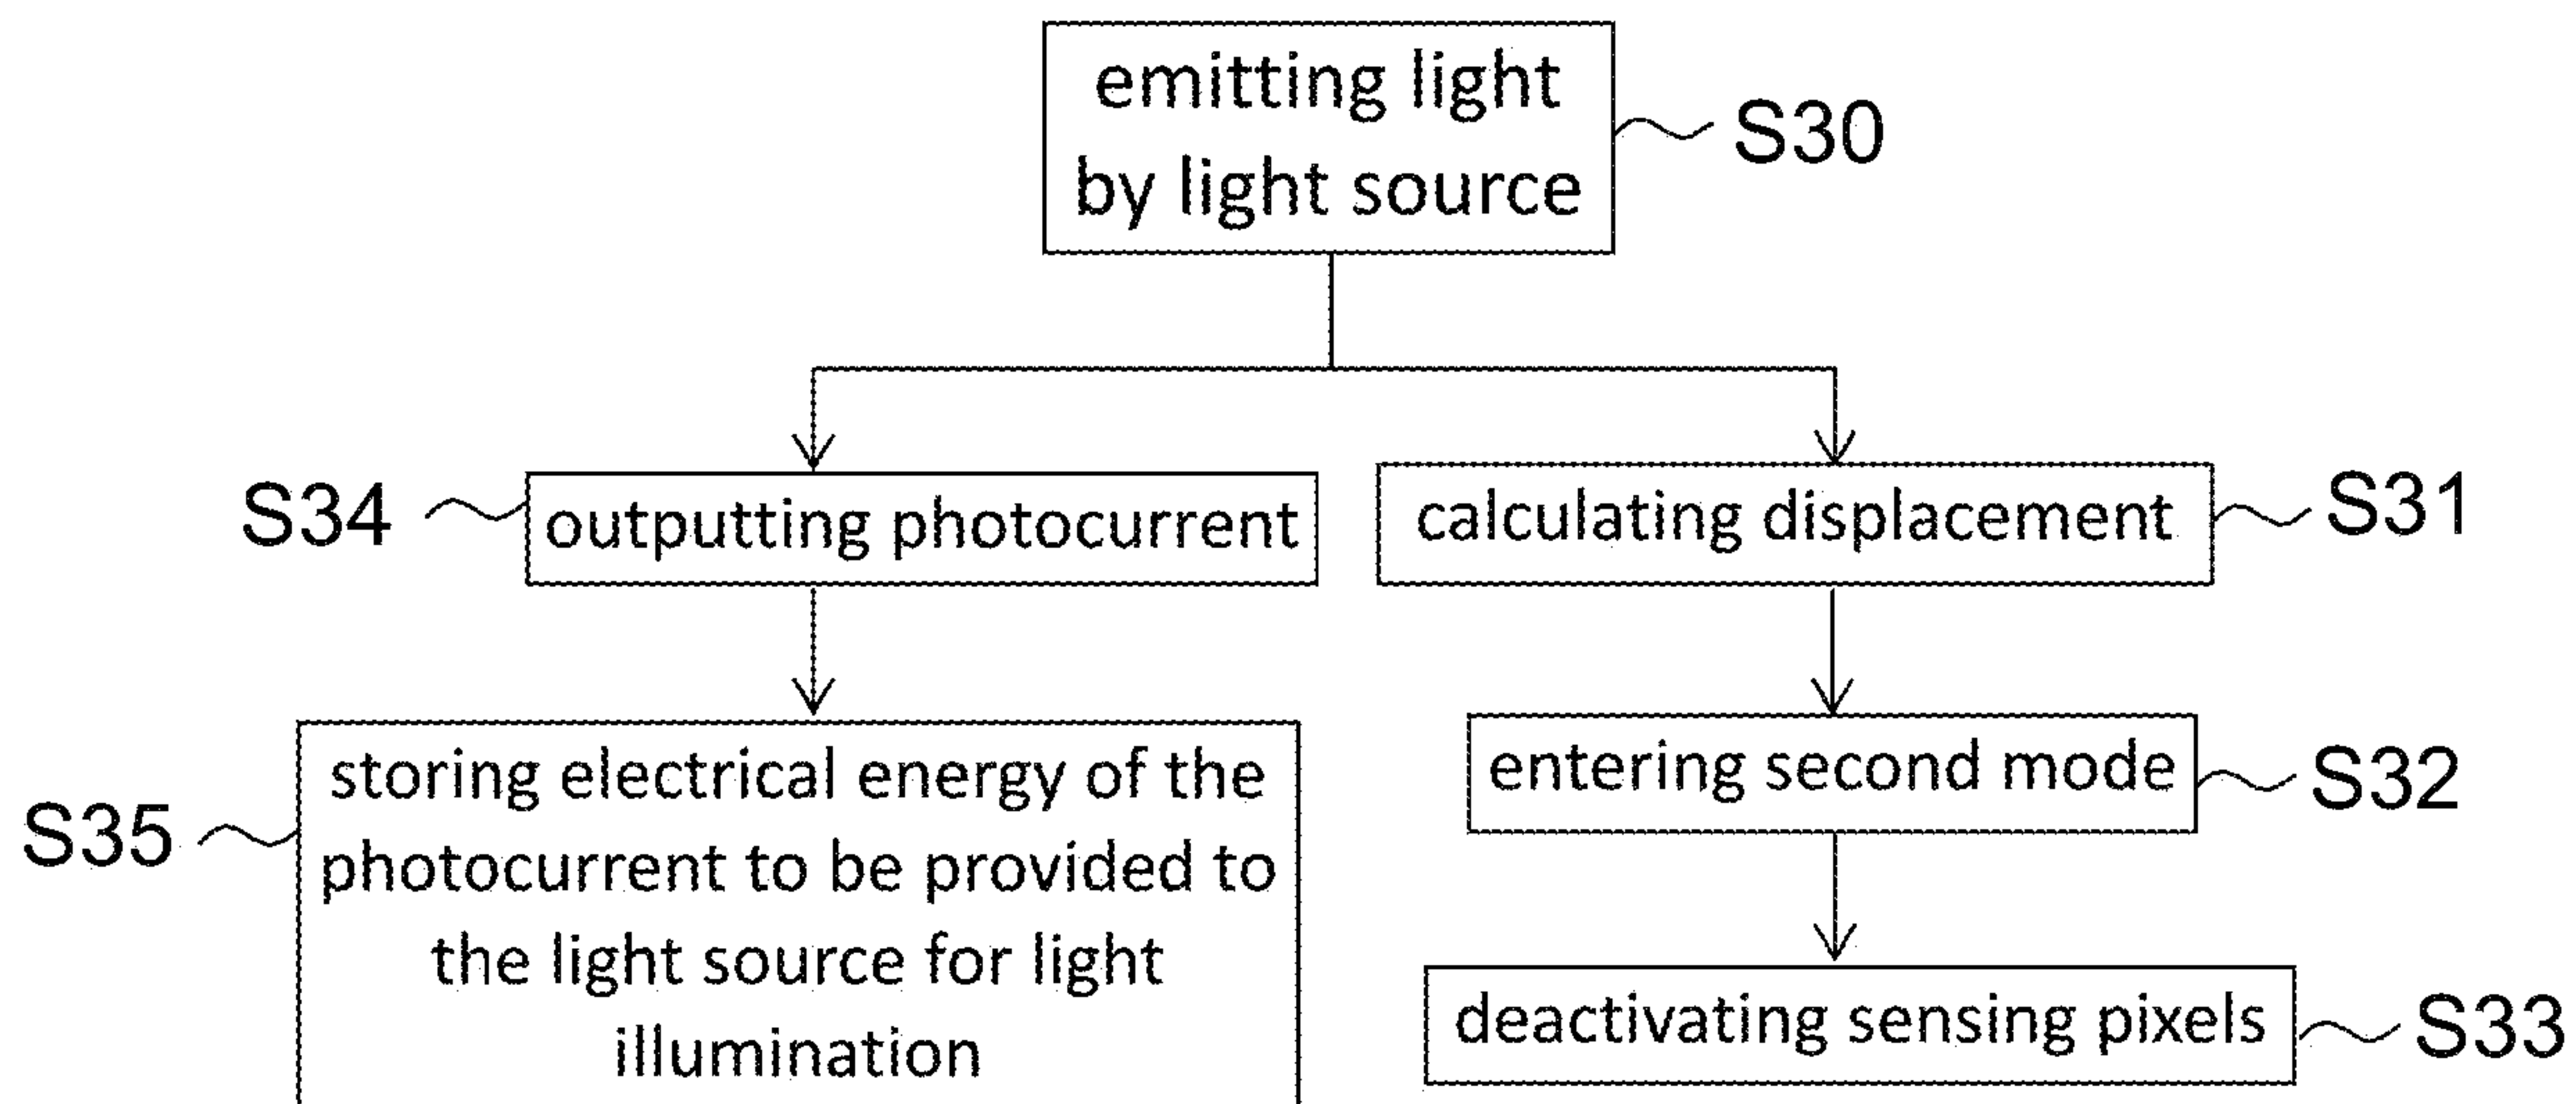 emitting light
by light source
S30
S34
outputting photocurrent
calculating displacement
S31
storing electrical energy of the
photocurrent to be provided to
the light source for light
illumination
S35
entering second mode
S32
deactivating sensing pixels
S33